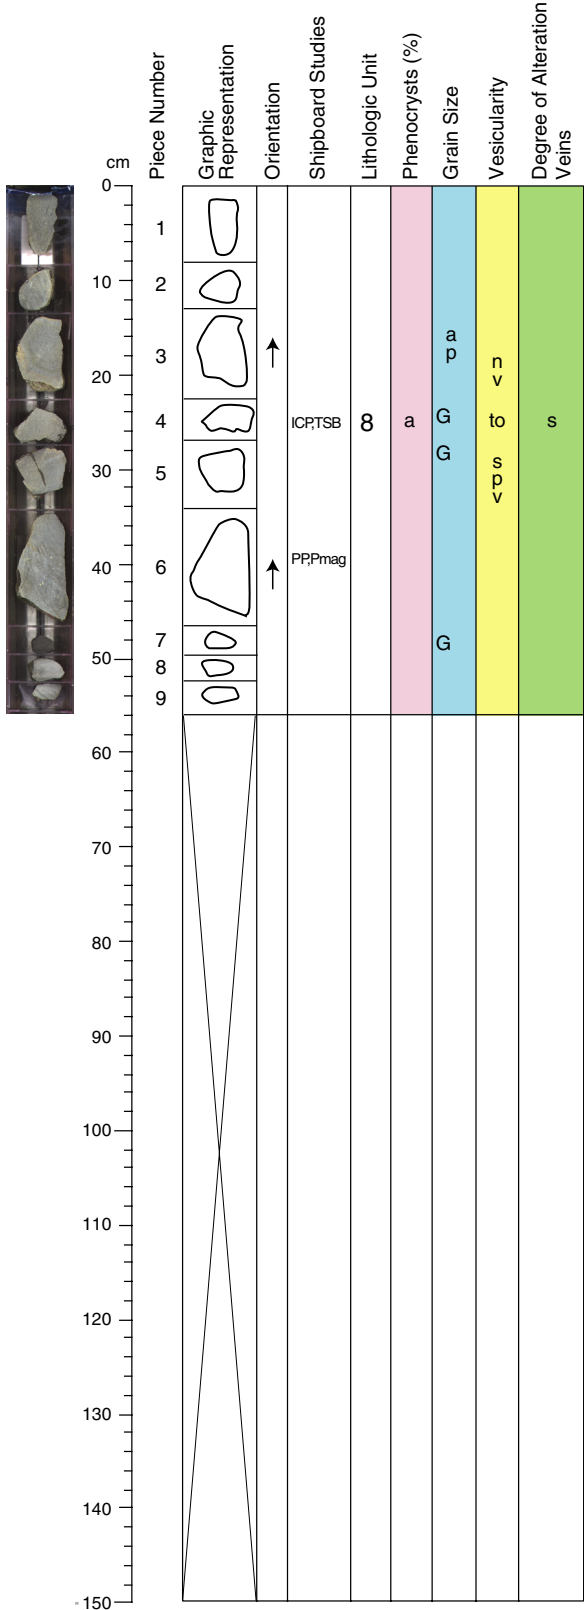 cm
Piece Number
Graphic
Representation
Orientation
Shipboard Studies
Lithologic Unit
Phenocrysts (%)
Grain Size
Vesicularity
Degree of Alteration
Veins
0
1
10
2
a
p
3
n
v
20
4
ICP,TSB
8
a
G
to
s
G
30
5
s
p
v
PP,Pmag
40
6
7
G
50
8
9
60
70
80
90
100
110
120
130
140
150